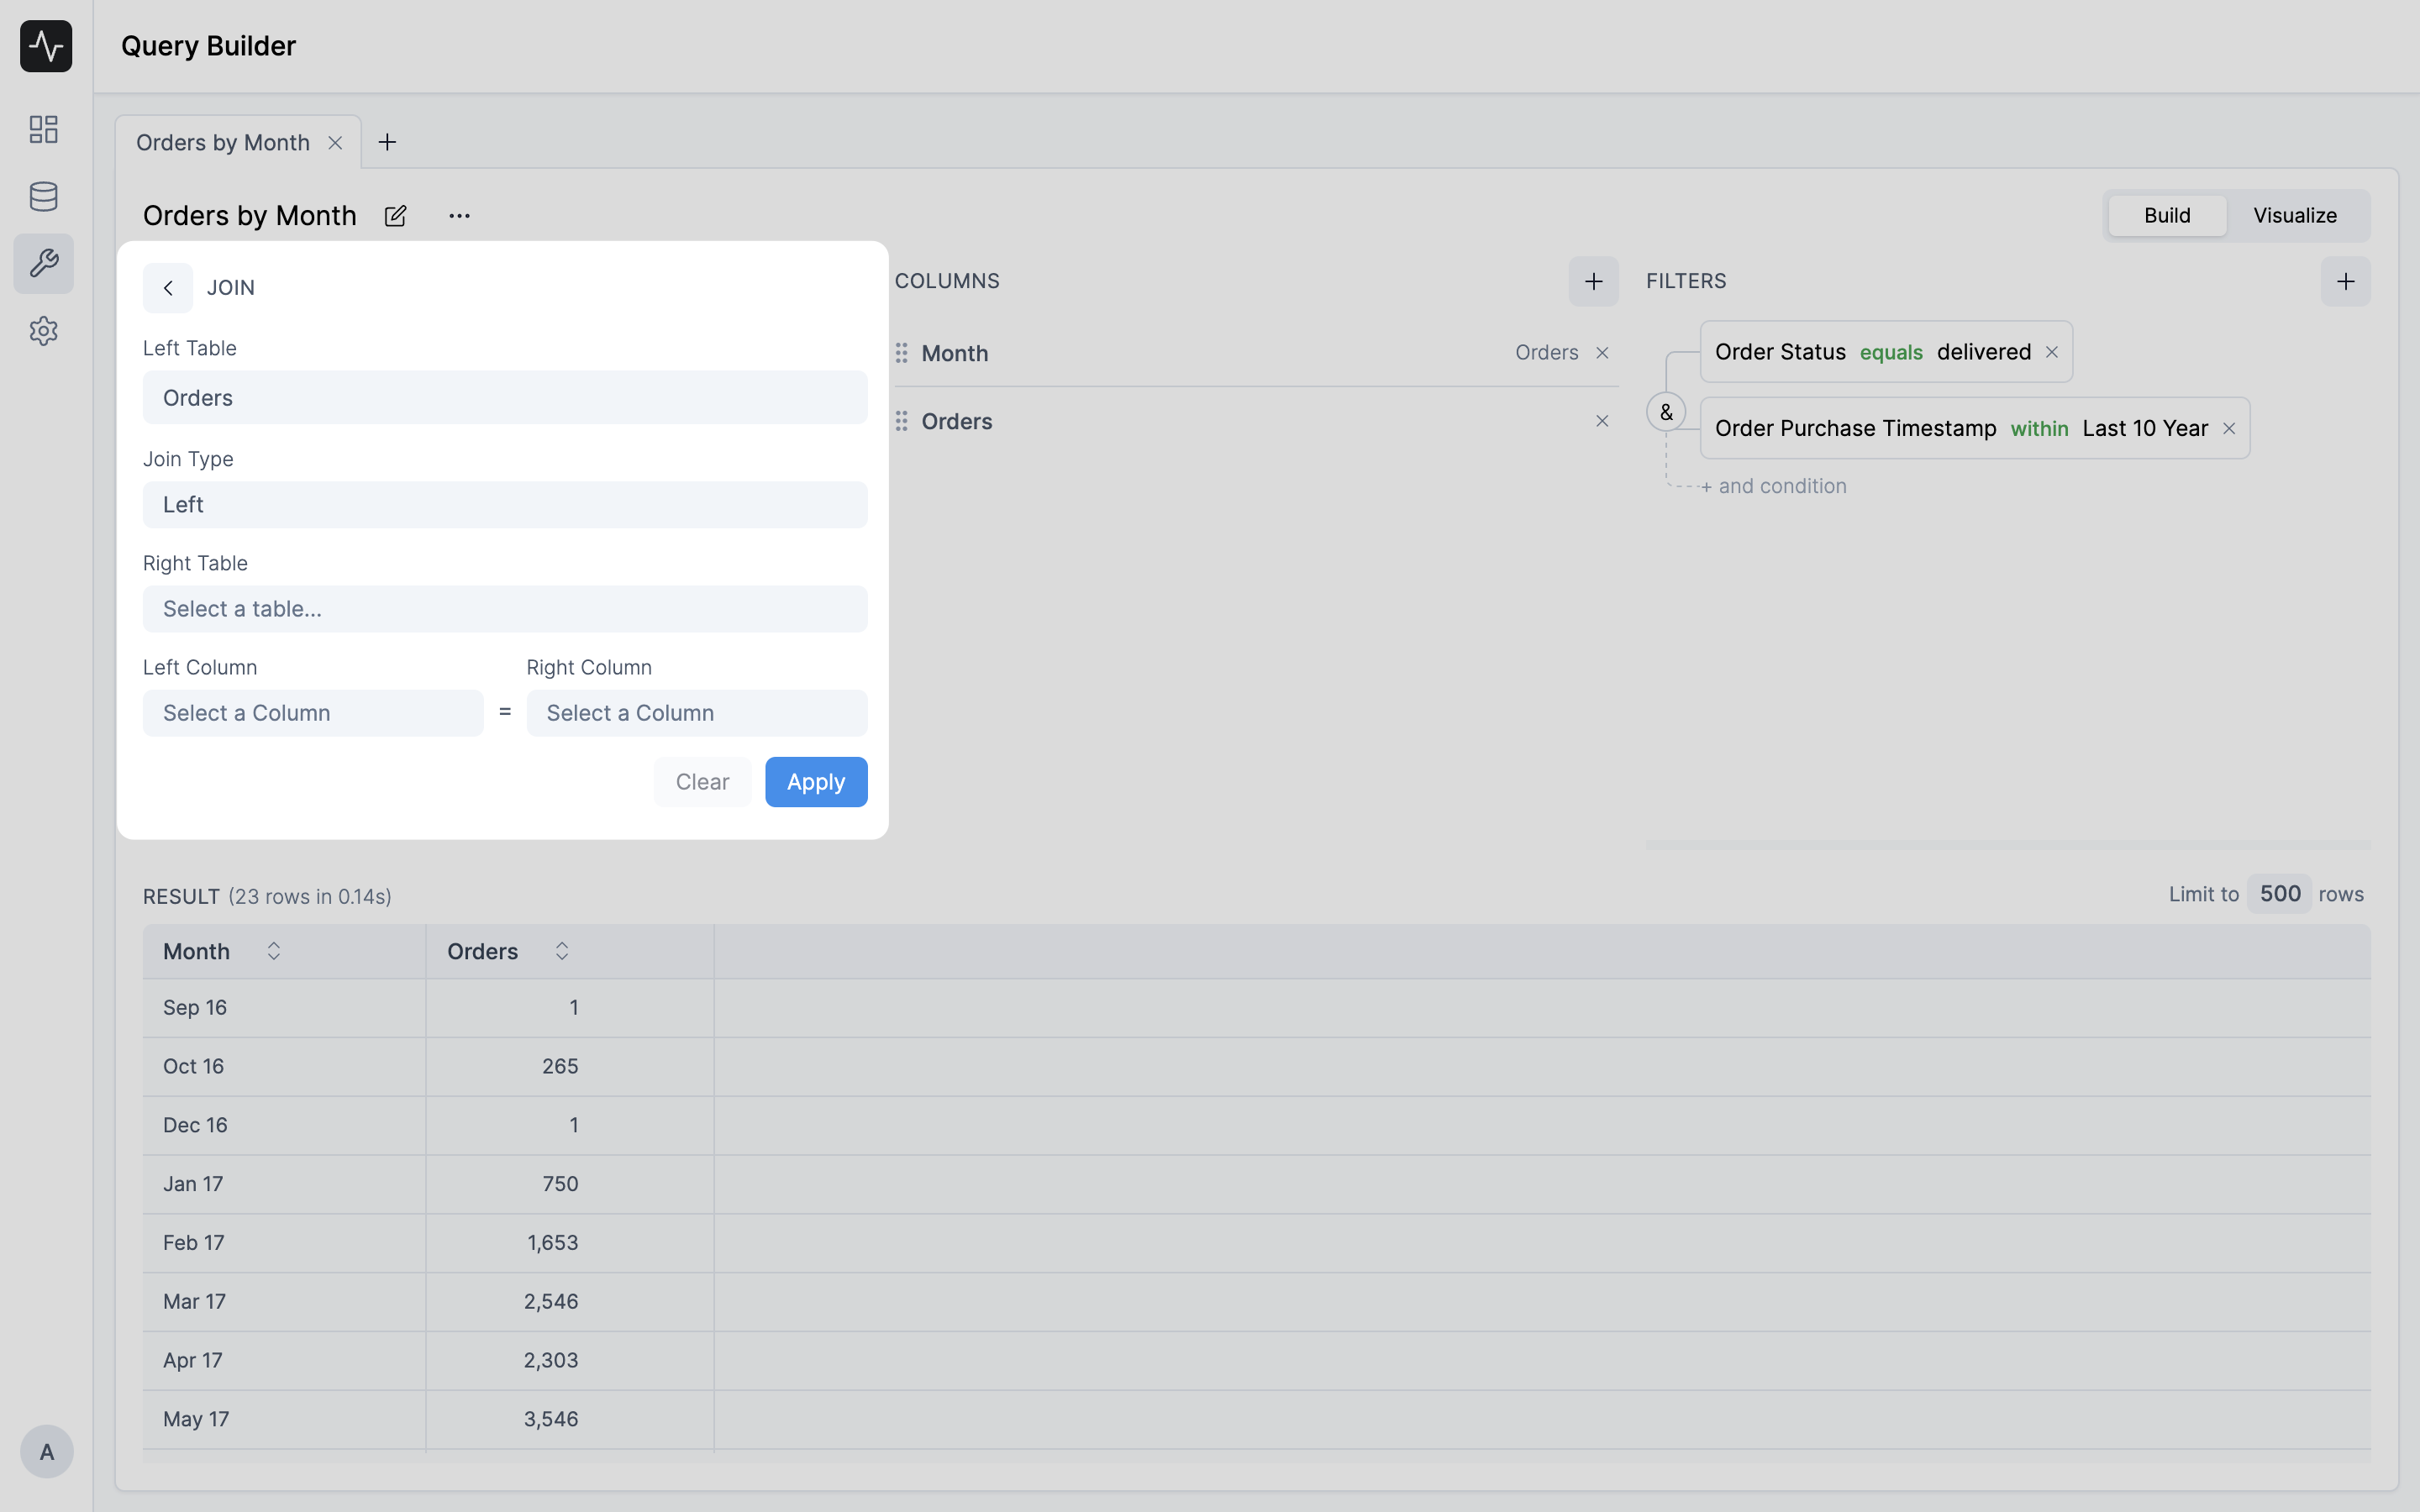 Query Builder
Orders by Month
Orders by Month
Build Visualize
JOIN
Left Table
Orders
Join Type
Left
Right Table
Select a table...
Left Column Right Column
Select a Column = Select a Column
Clear Apply
COLUMNS
Month Orders
Orders
FILTERS
Order Status equals delivered
&
Order Purchase Timestamp within Last 10 Year
+ and condition
RESULT (23 rows in 0.14s)
Limit to 500 rows
Month Orders
Sep 16 1
Oct 16 265
Dec 16 1
Jan 17 750
Feb 17 1,653
Mar 17 2,546
Apr 17 2,303
May 17 3,546
A